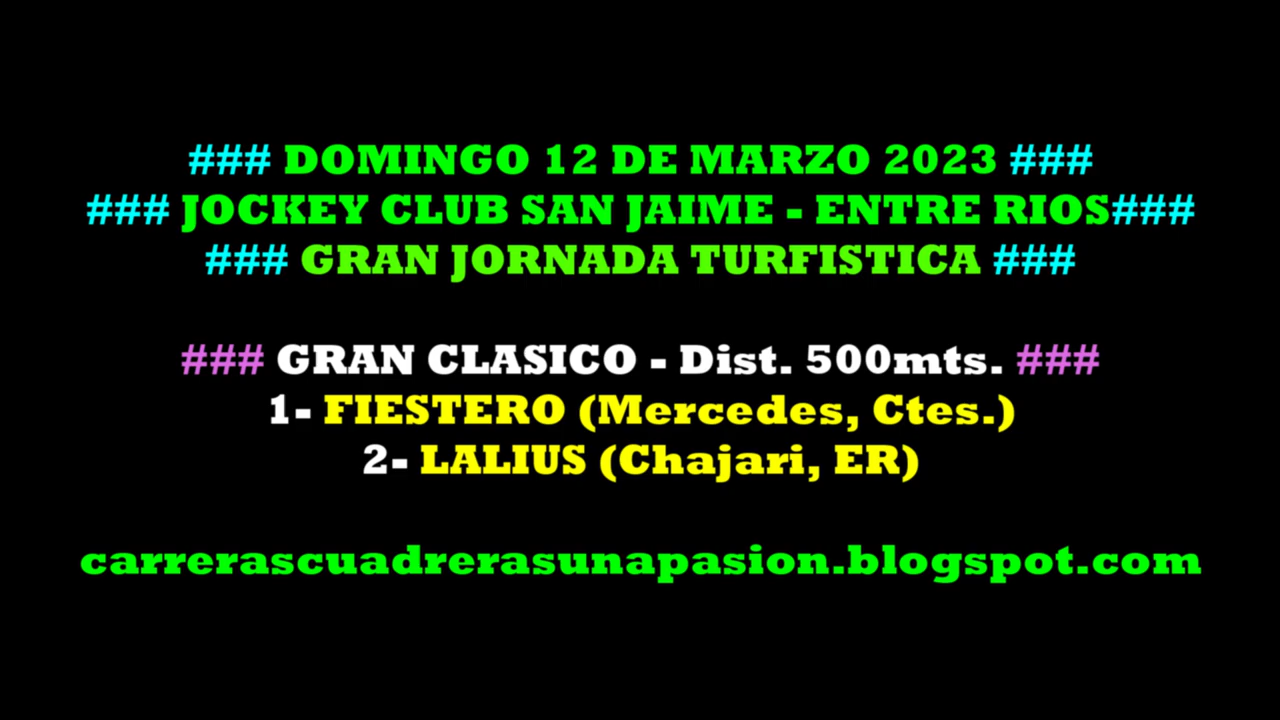 ### DOMINGO 12 DE MARZO 2023 ###
### JOCKEY CLUB SAN JAIME - ENTRE RIOS###
### GRAN JORNADA TURFISTICA ###
### GRAN CLASICO - Dist. 500mts. ###
1- FIESTERO (Mercedes, Ctes.)
2- LALIUS (Chajari, ER)
carrerascuadrerasunapasion.blogspot.com